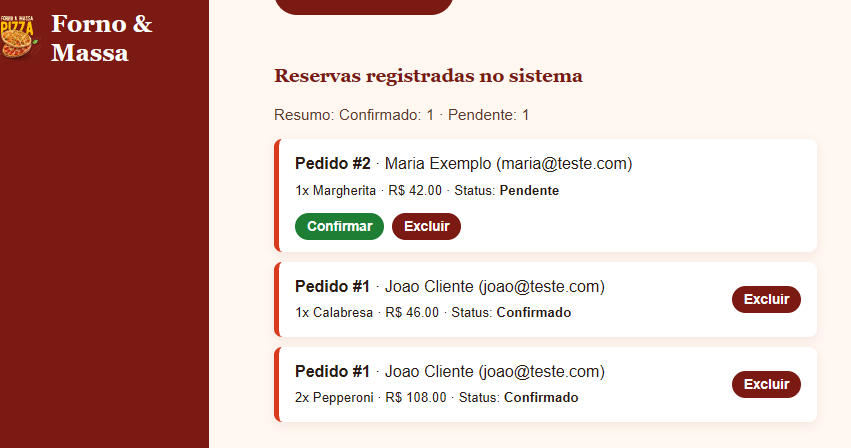 FORNO & MASSA
PIZZA
Forno &
Massa
Reservas registradas no sistema
Resumo: Confirmado: 1 · Pendente: 1
Pedido #2 · Maria Exemplo (maria@teste.com)
1x Margherita · R$ 42.00 · Status: Pendente
Confirmar Excluir
Pedido #1 · Joao Cliente (joao@teste.com)
1x Calabresa · R$ 46.00 · Status: Confirmado
Excluir
Pedido #1 · Joao Cliente (joao@teste.com)
2x Pepperoni · R$ 108.00 · Status: Confirmado
Excluir